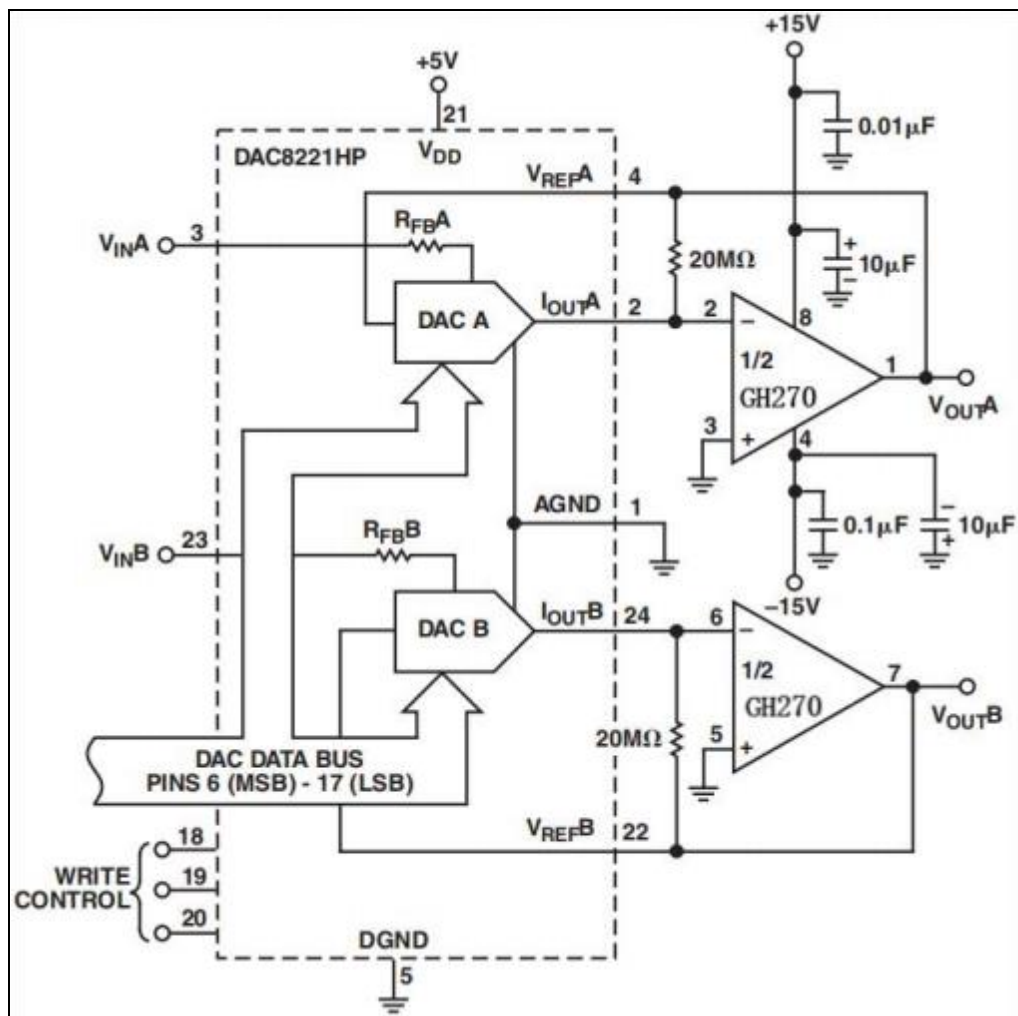 +15V
+5V
0.01µF
21
DAC8221HP
VDD
VREFA 4
VINA 3
RFBA
20MΩ
10µF
+
−
DAC A
IOUTA 2
2
−
8
1/2
GH270
1
VOUTA
3
+
4
AGND 1
0.1µF
−
10µF
+
VINB 23
RFBB
−15V
DAC B
IOUTB 24
6
−
1/2
GH270
7
VOUTB
20MΩ
5
+
DAC DATA BUS
PINS 6 (MSB) - 17 (LSB)
VREFB 22
WRITE
CONTROL
18
19
20
DGND
5